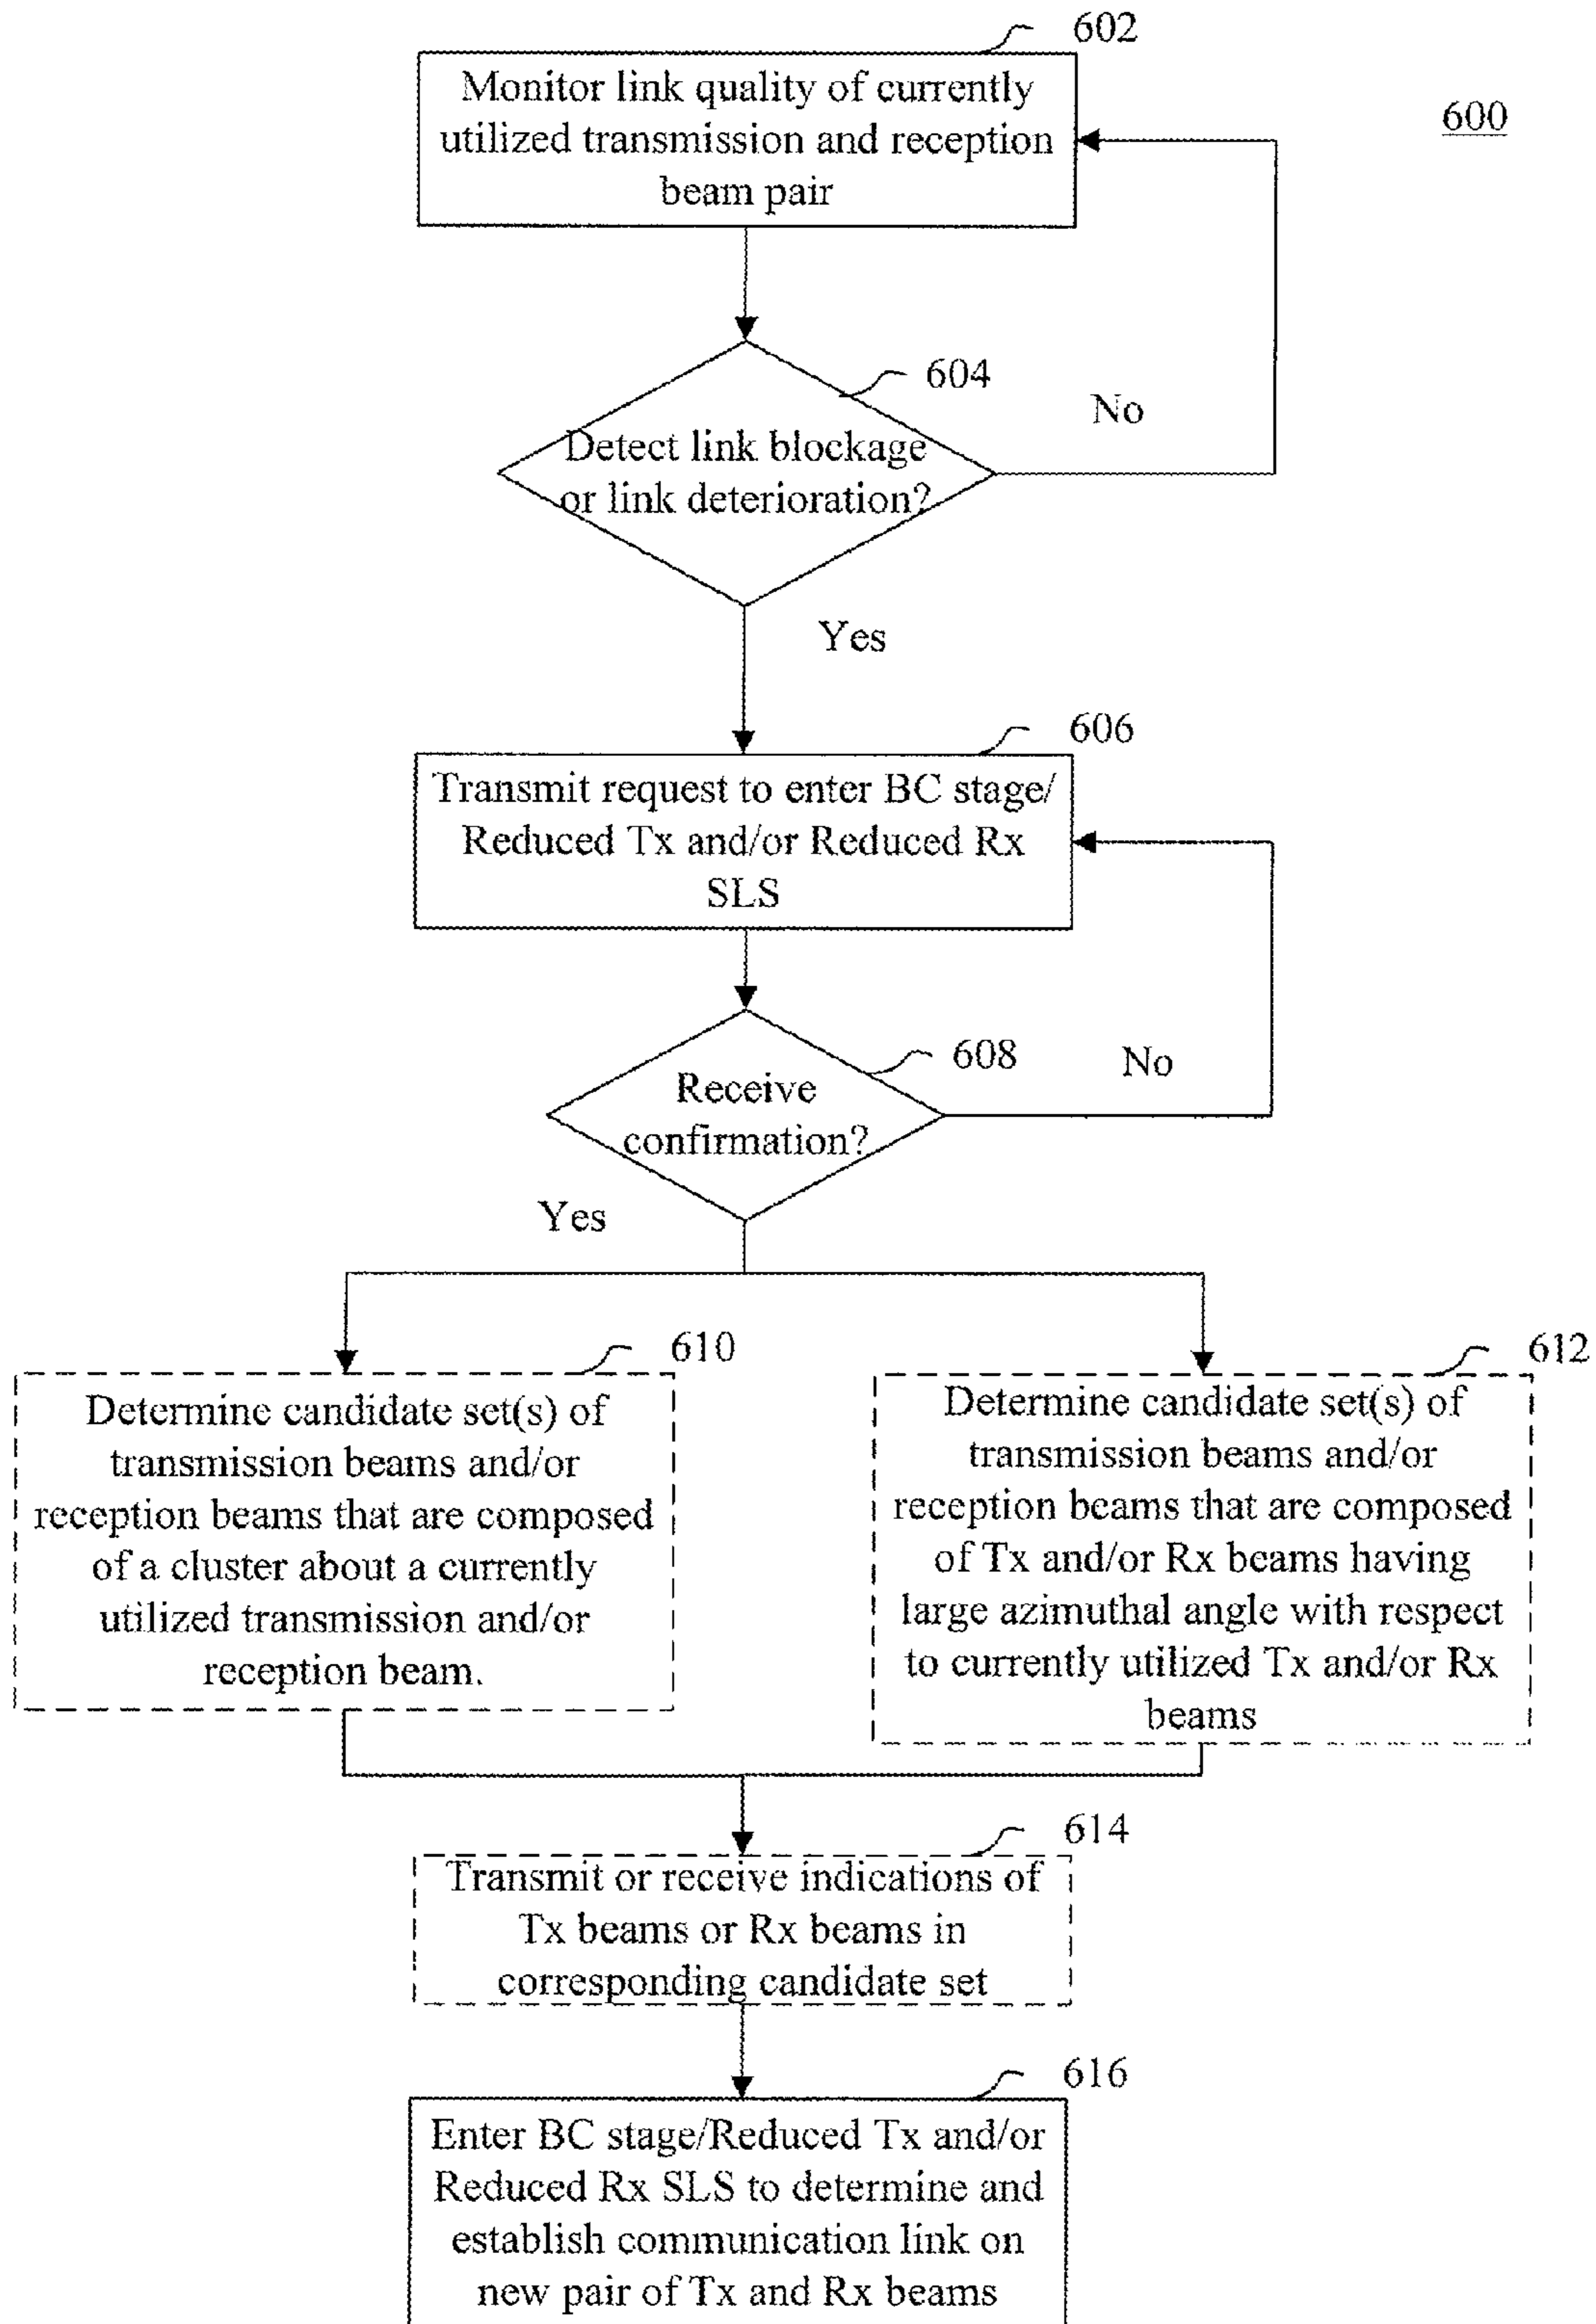 602
Monitor link quality of currently
utilized transmission and reception
beam pair
600
604
Detect link blockage
or link deterioration?
No
Yes
606
Transmit request to enter BC stage/
Reduced Tx and/or Reduced Rx
SLS
608
Receive
confirmation?
No
Yes
610
Determine candidate set(s) of
transmission beams and/or
reception beams that are composed
of a cluster about a currently
utilized transmission and/or
reception beam.
612
Determine candidate set(s) of
transmission beams and/or
reception beams that are composed
of Tx and/or Rx beams having
large azimuthal angle with respect
to currently utilized Tx and/or Rx
beams
614
Transmit or receive indications of
Tx beams or Rx beams in
corresponding candidate set
616
Enter BC stage/Reduced Tx and/or
Reduced Rx SLS to determine and
establish communication link on
new pair of Tx and Rx beams